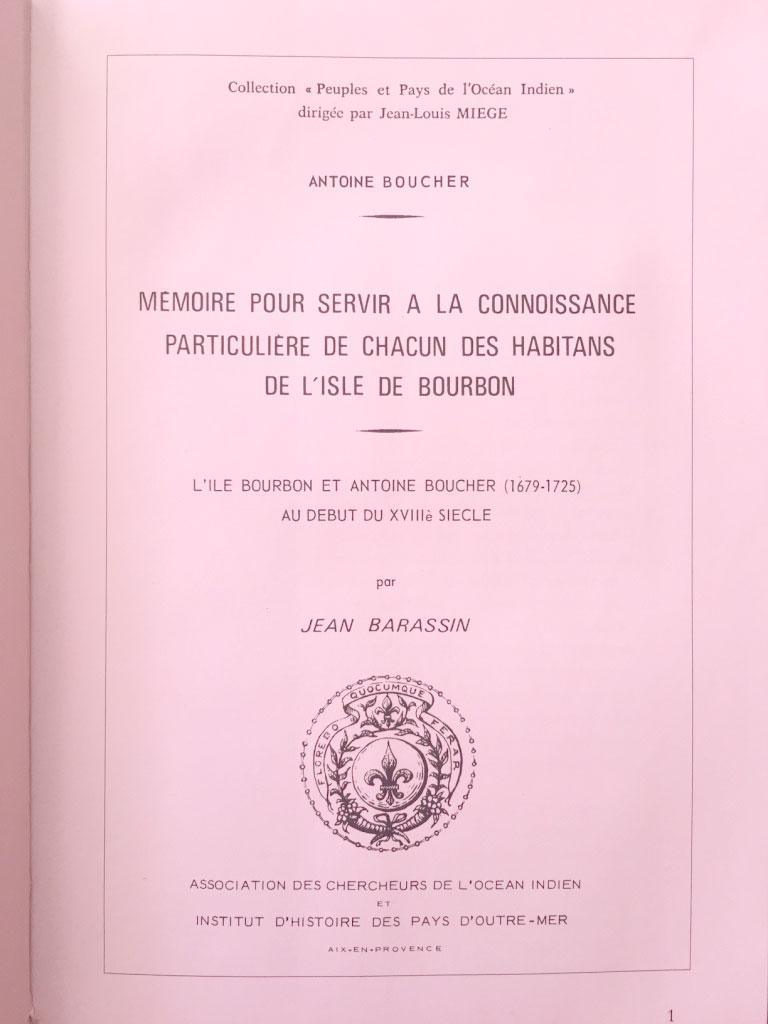 Collection « Peuples et Pays de l'Océan Indien »
dirigée par Jean-Louis MIEGE
ANTOINE BOUCHER
MÉMOIRE POUR SERVIR A LA CONNOISSANCE
PARTICULIÈRE DE CHACUN DES HABITANS
DE L'ISLE DE BOURBON
L'ILE BOURBON ET ANTOINE BOUCHER (1679-1725)
AU DEBUT DU XVIIIè SIECLE
par
JEAN BARASSIN
FLOREBO QUOCUMQUE FERAR
ASSOCIATION DES CHERCHEURS DE L'OCEAN INDIEN
ET
INSTITUT D'HISTOIRE DES PAYS D'OUTRE-MER
AIX-EN-PROVENCE
1